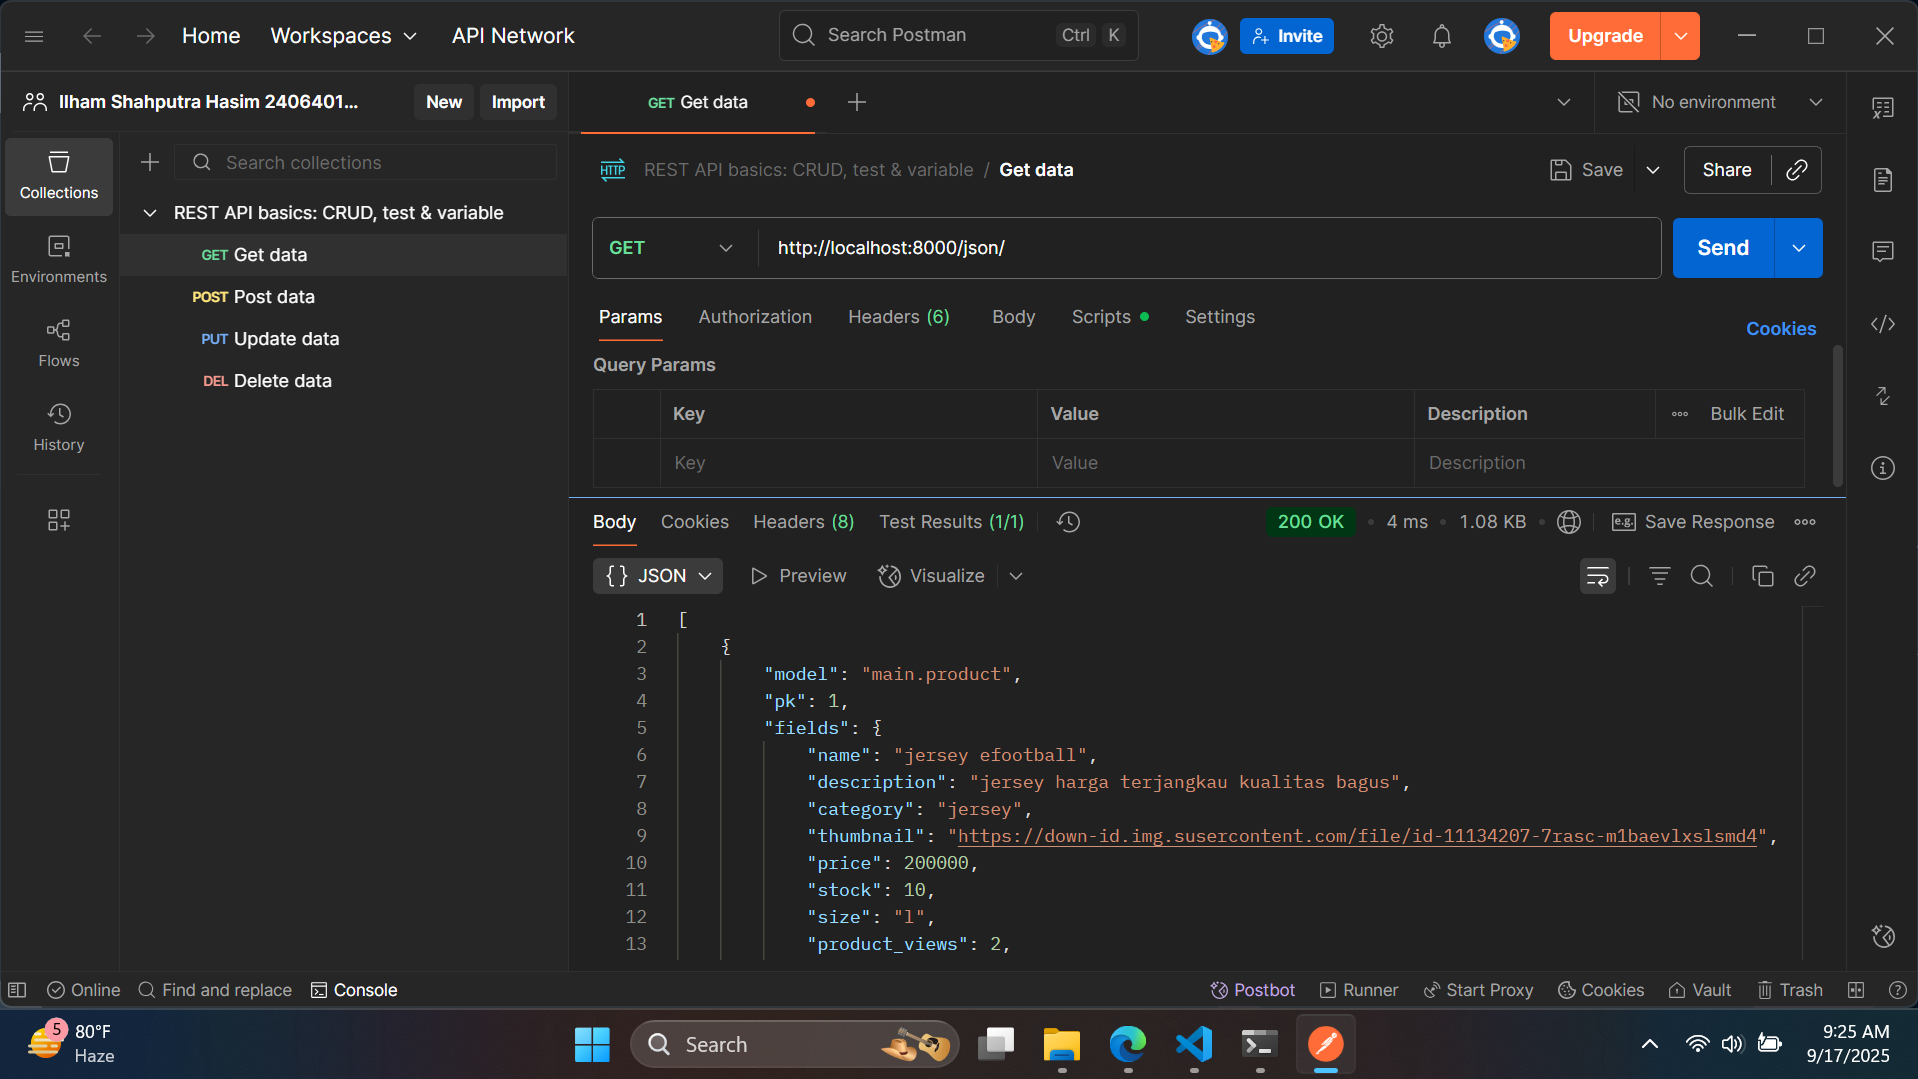 Home Workspaces API Network Search Postman Ctrl K Invite Upgrade
Ilham Shahputra Hasim 2406401... New Import GET Get data No environment
Collections
Search collections
REST API basics: CRUD, test & variable / Get data Save Share
REST API basics: CRUD, test & variable
GET Get data
POST Post data
PUT Update data
DEL Delete data
Environments
Flows
History
GET http://localhost:8000/json/ Send
Params Authorization Headers (6) Body Scripts Settings Cookies
Query Params
Key Value Description Bulk Edit
Key Value Description
Body Cookies Headers (8) Test Results (1/1) 200 OK 4 ms 1.08 KB e.g. Save Response
{} JSON Preview Visualize
1 [
2 {
3 "model": "main.product",
4 "pk": 1,
5 "fields": {
6 "name": "jersey efootball",
7 "description": "jersey harga terjangkau kualitas bagus",
8 "category": "jersey",
9 "thumbnail": "https://down-id.img.susercontent.com/file/id-11134207-7rasc-m1baevlxslsmd4",
10 "price": 200000,
11 "stock": 10,
12 "size": "l",
13 "product_views": 2,
Online Find and replace Console Postbot Runner Start Proxy Cookies Vault Trash
5 80°F
Haze
Search
9:25 AM
9/17/2025